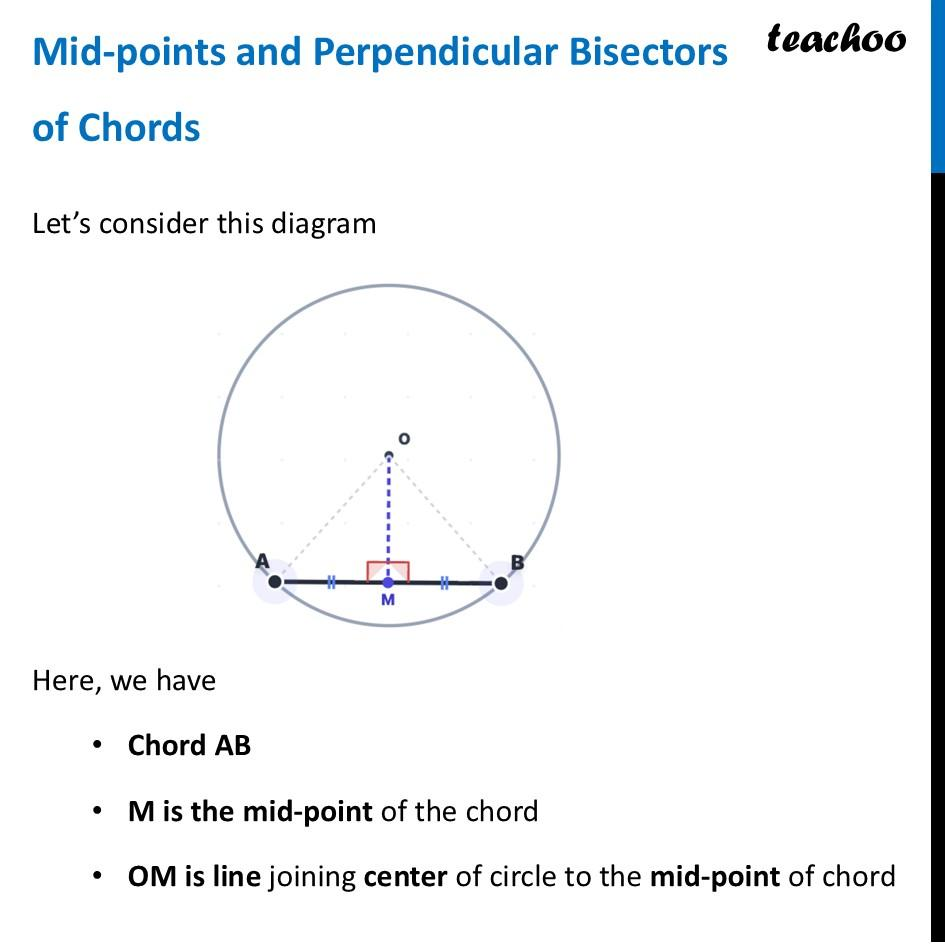 Mid-points and Perpendicular Bisectors
teachoo
of Chords
Let’s consider this diagram
O
A
B
M
Here, we have
• Chord AB
• M is the mid-point of the chord
• OM is line joining center of circle to the mid-point of chord